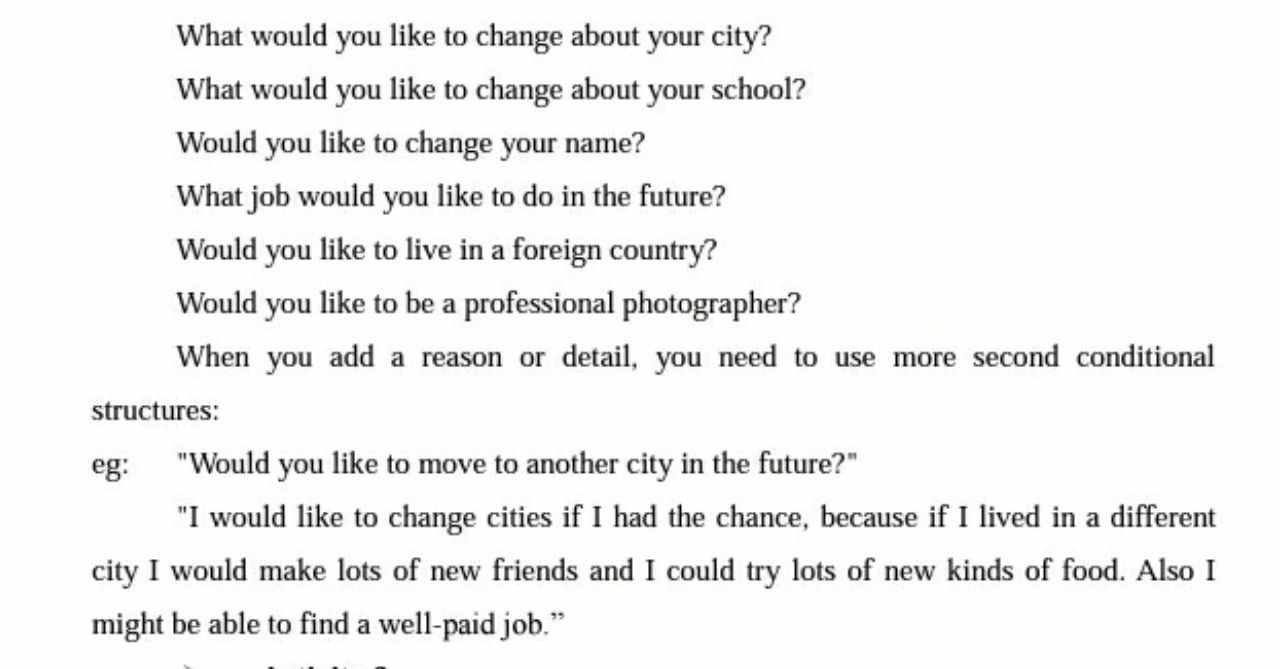 What would you like to change about your city?
What would you like to change about your school?
Would you like to change your name?
What job would you like to do in the future?
Would you like to live in a foreign country?
Would you like to be a professional photographer?
When you add a reason or detail, you need to use more second conditional
structures:
eg: "Would you like to move to another city in the future?"
"I would like to change cities if I had the chance, because if I lived in a different
city I would make lots of new friends and I could try lots of new kinds of food. Also I
might be able to find a well-paid job.”